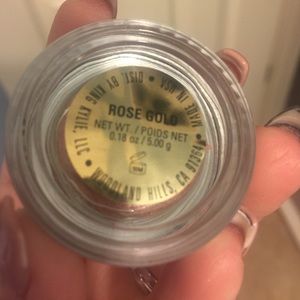 ROSE GOLD
NET WT. / POIDS NET
0.18 oz / 5.00 g
MADE IN USA • DIST. BY KING KYLIE, LLC • WOODLAND HILLS, CA 91364